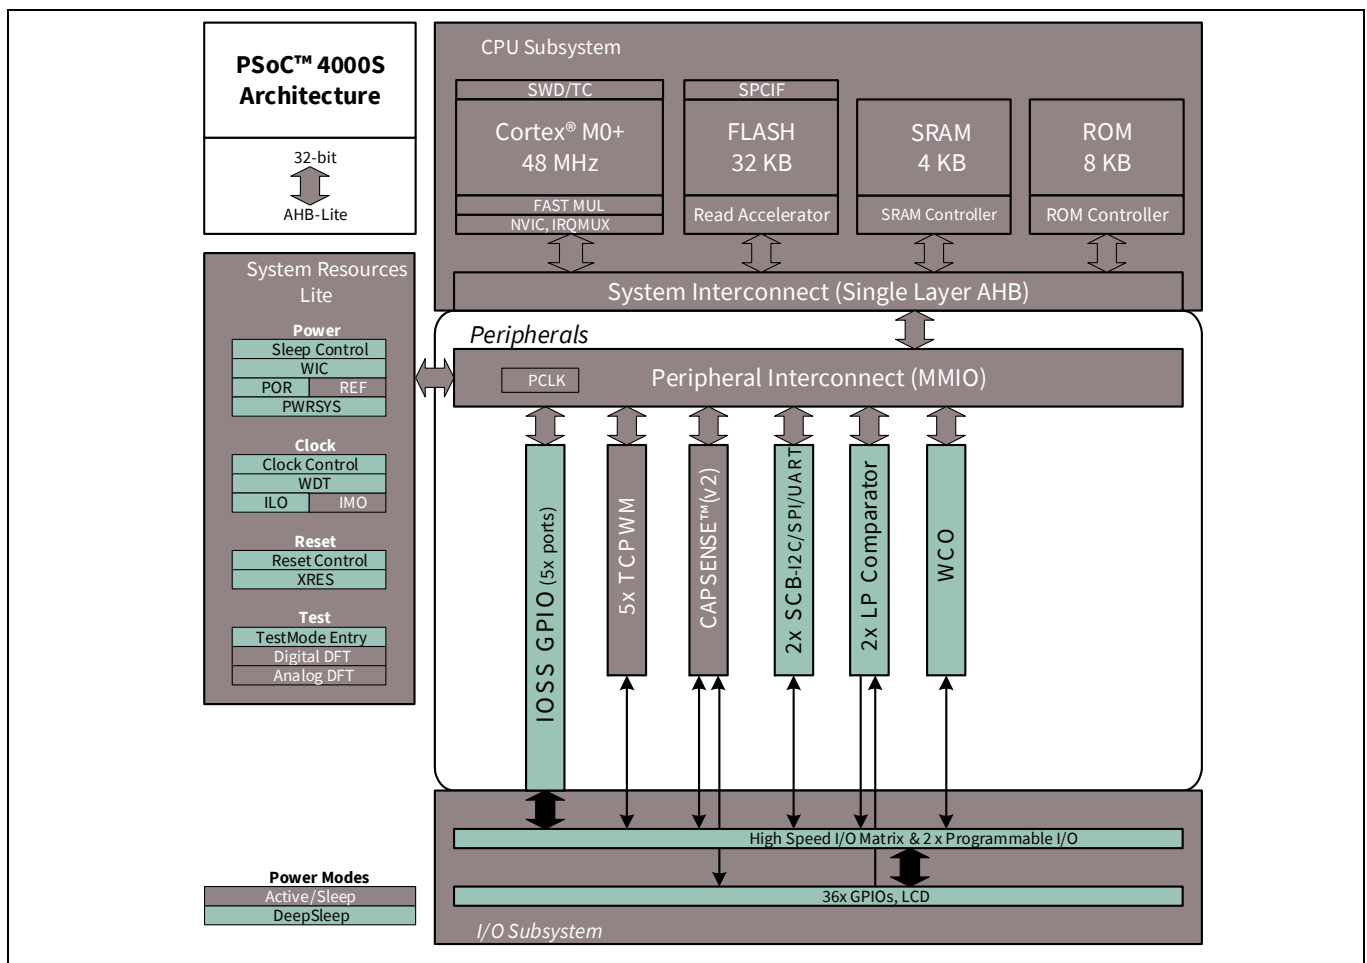 PSoC™ 4000S
Architecture
32-bit
AHB-Lite
CPU Subsystem
SWD/TC
Cortex® M0+
48 MHz
FAST MUL
NVIC, IRQMUX
SPCIF
FLASH
32 KB
Read Accelerator
SRAM
4 KB
SRAM Controller
ROM
8 KB
ROM Controller
System Interconnect (Single Layer AHB)
System Resources
Lite
Power
Sleep Control
WIC
POR
REF
PWRSYS
Clock
Clock Control
WDT
ILO
IMO
Reset
Reset Control
XRES
Test
TestMode Entry
Digital DFT
Analog DFT
Peripherals
PCLK
Peripheral Interconnect (MMIO)
IOSS GPIO (5x ports)
5x TCPWM
CAPSENSE™(v2)
2x SCB-I2C/SPI/UART
2x LP Comparator
WCO
High Speed I/O Matrix & 2 x Programmable I/O
36x GPIOs, LCD
I/O Subsystem
Power Modes
Active/Sleep
DeepSleep